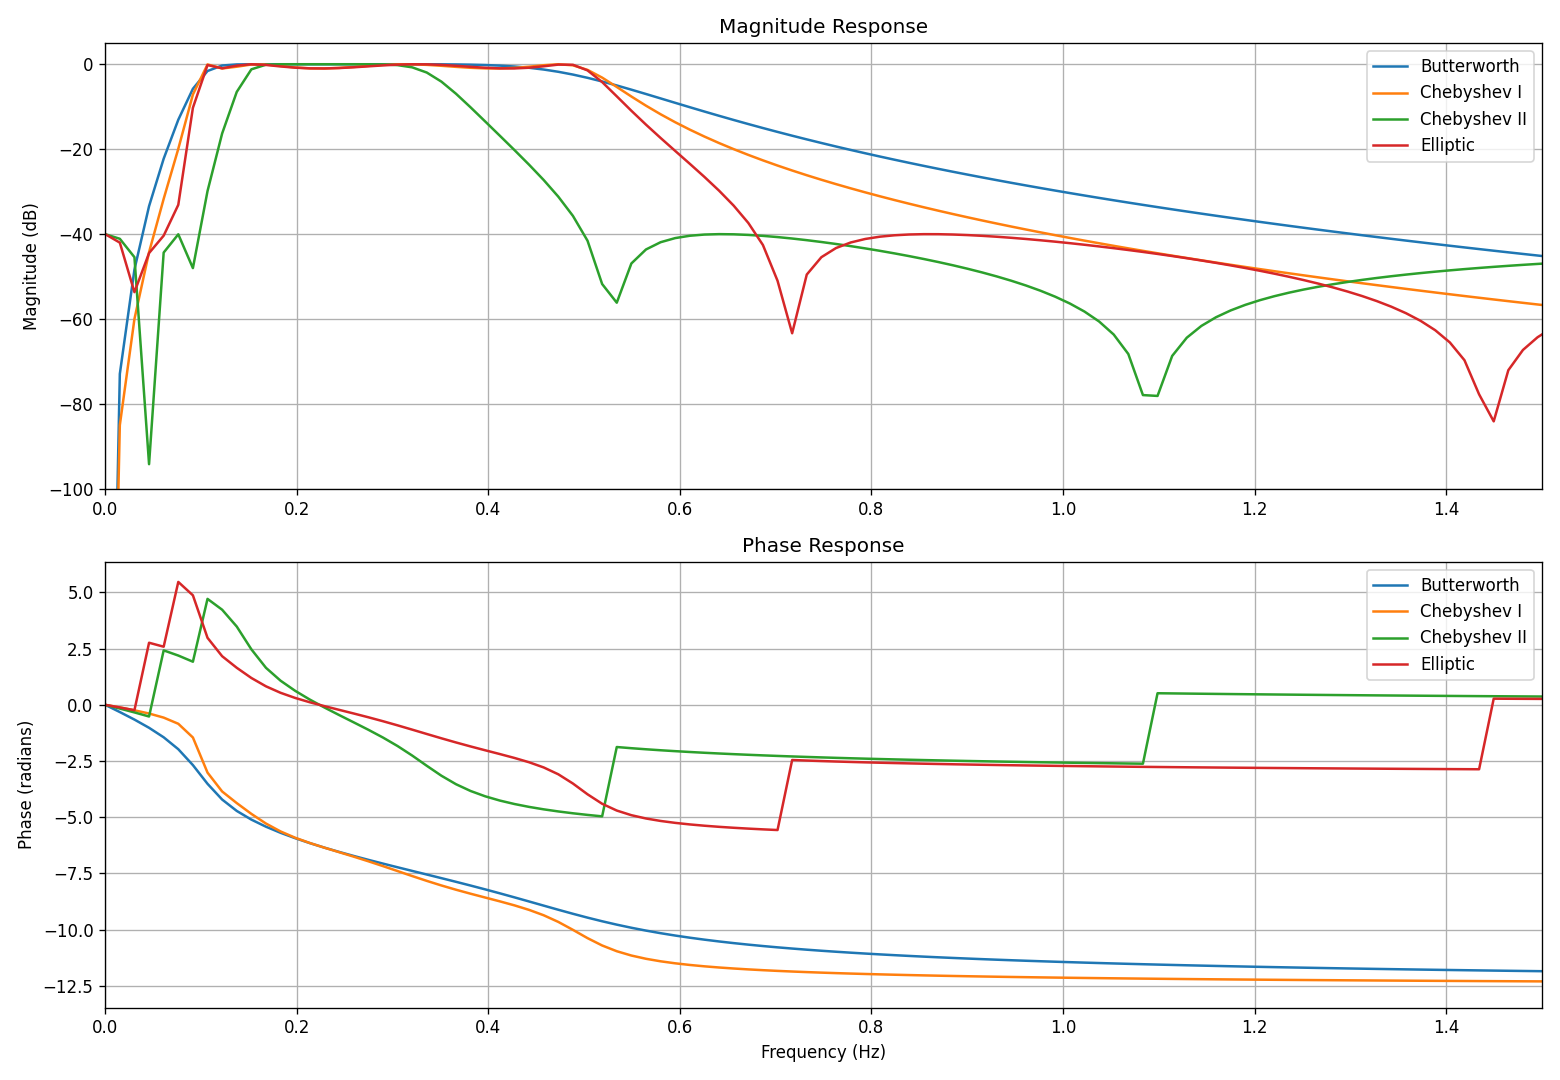 Magnitude Response
Magnitude (dB)
0
−20
−40
−60
−80
−100
0.0 0.2 0.4 0.6 0.8 1.0 1.2 1.4
Butterworth
Chebyshev I
Chebyshev II
Elliptic
Phase Response
Phase (radians)
5.0
2.5
0.0
−2.5
−5.0
−7.5
−10.0
−12.5
0.0 0.2 0.4 0.6 0.8 1.0 1.2 1.4
Frequency (Hz)
Butterworth
Chebyshev I
Chebyshev II
Elliptic